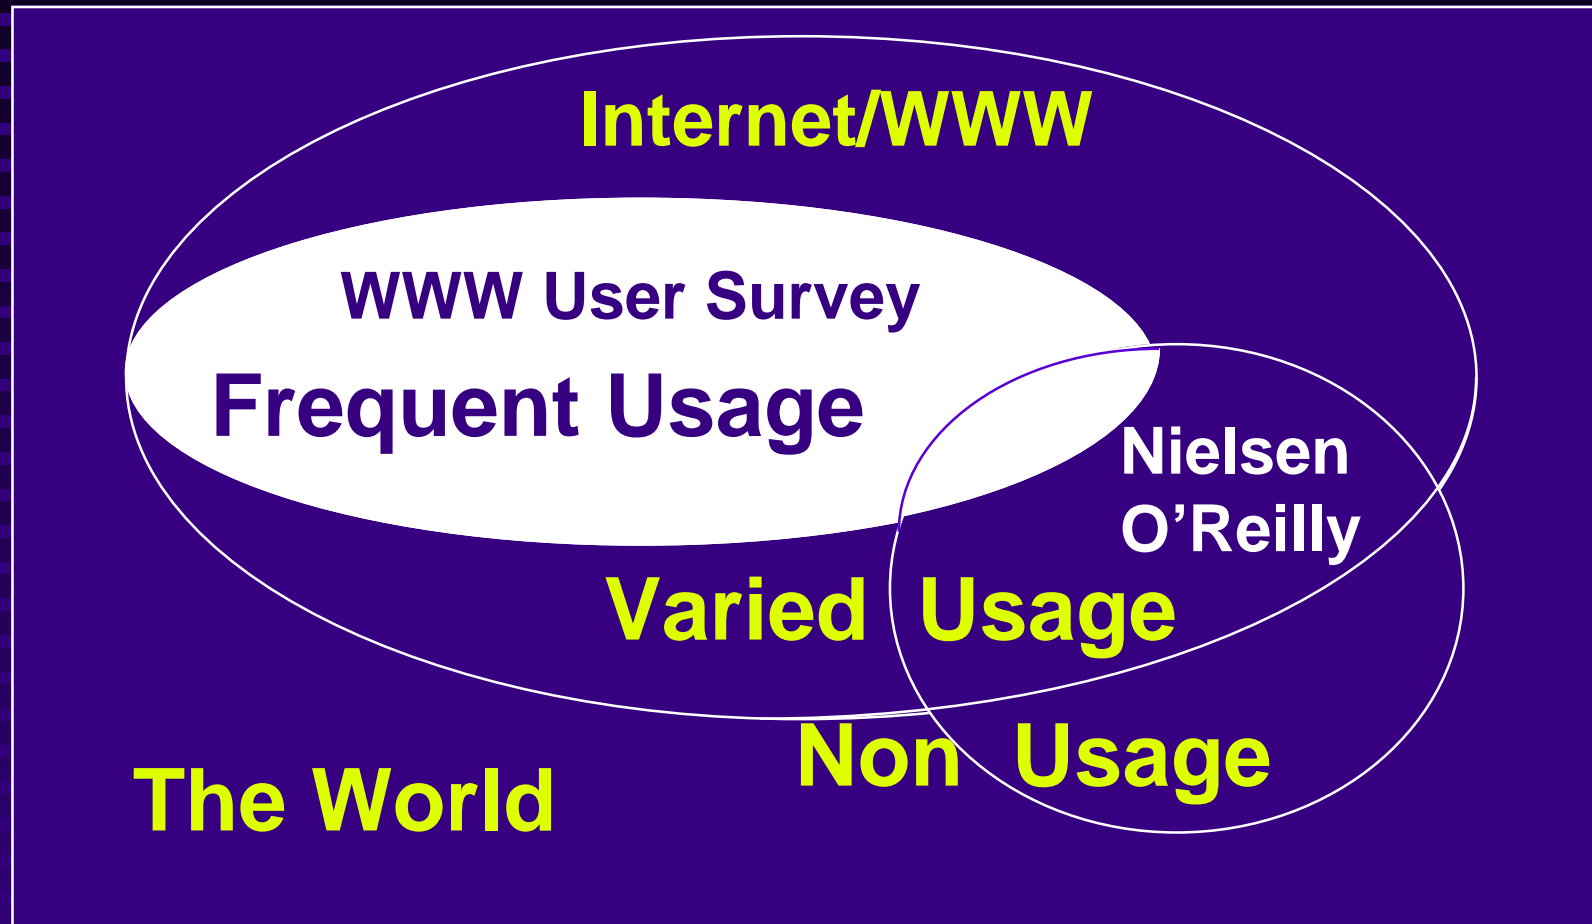 Internet/WWW
WWW User Survey
Frequent Usage
Nielsen
O’Reilly
Varied Usage
Non Usage
The World